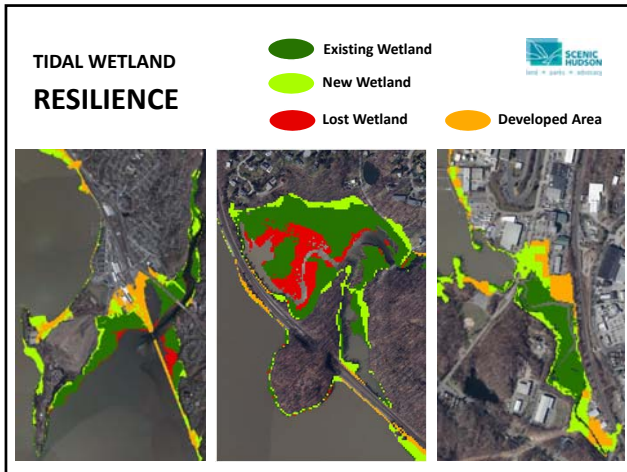 TIDAL WETLAND
RESILIENCE
Existing Wetland
New Wetland
Lost Wetland
Developed Area
SCENIC
HUDSON
land • parks • advocacy